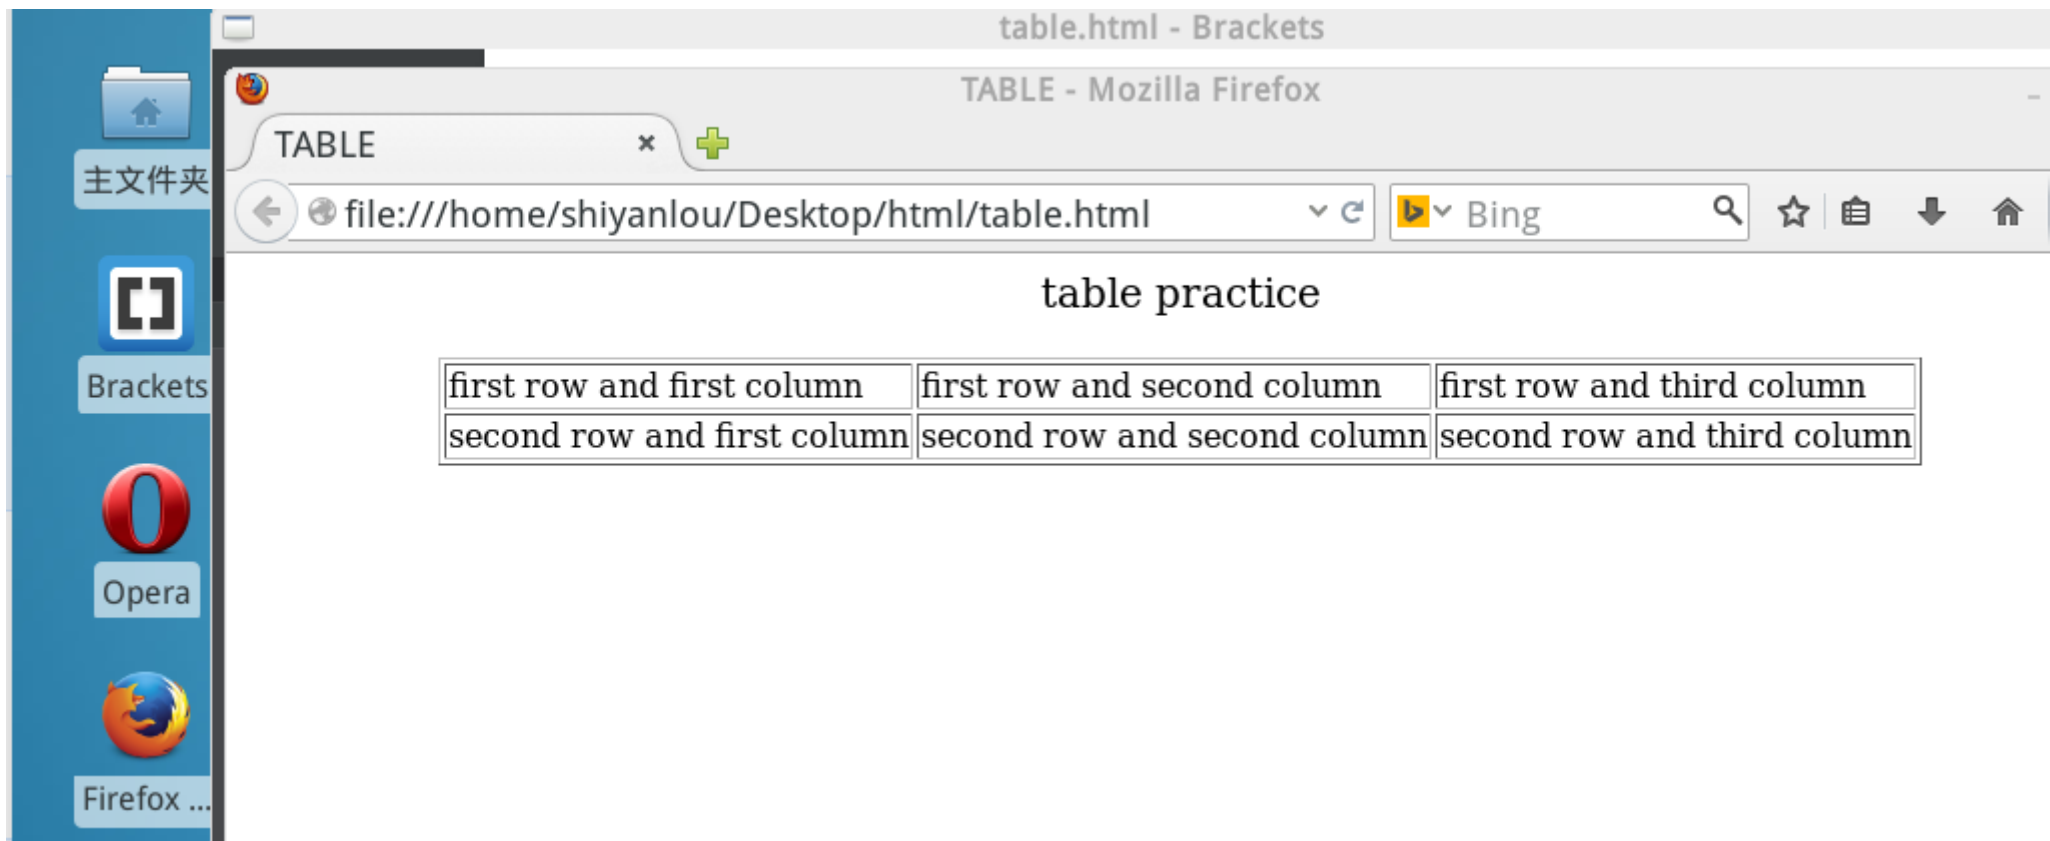 table.html - Brackets
TABLE - Mozilla Firefox
TABLE
file:///home/shiyanlou/Desktop/html/table.html
Bing
主文件夹
Brackets
Opera
Firefox ...
table practice
first row and first column first row and second column first row and third column
second row and first column second row and second column second row and third column